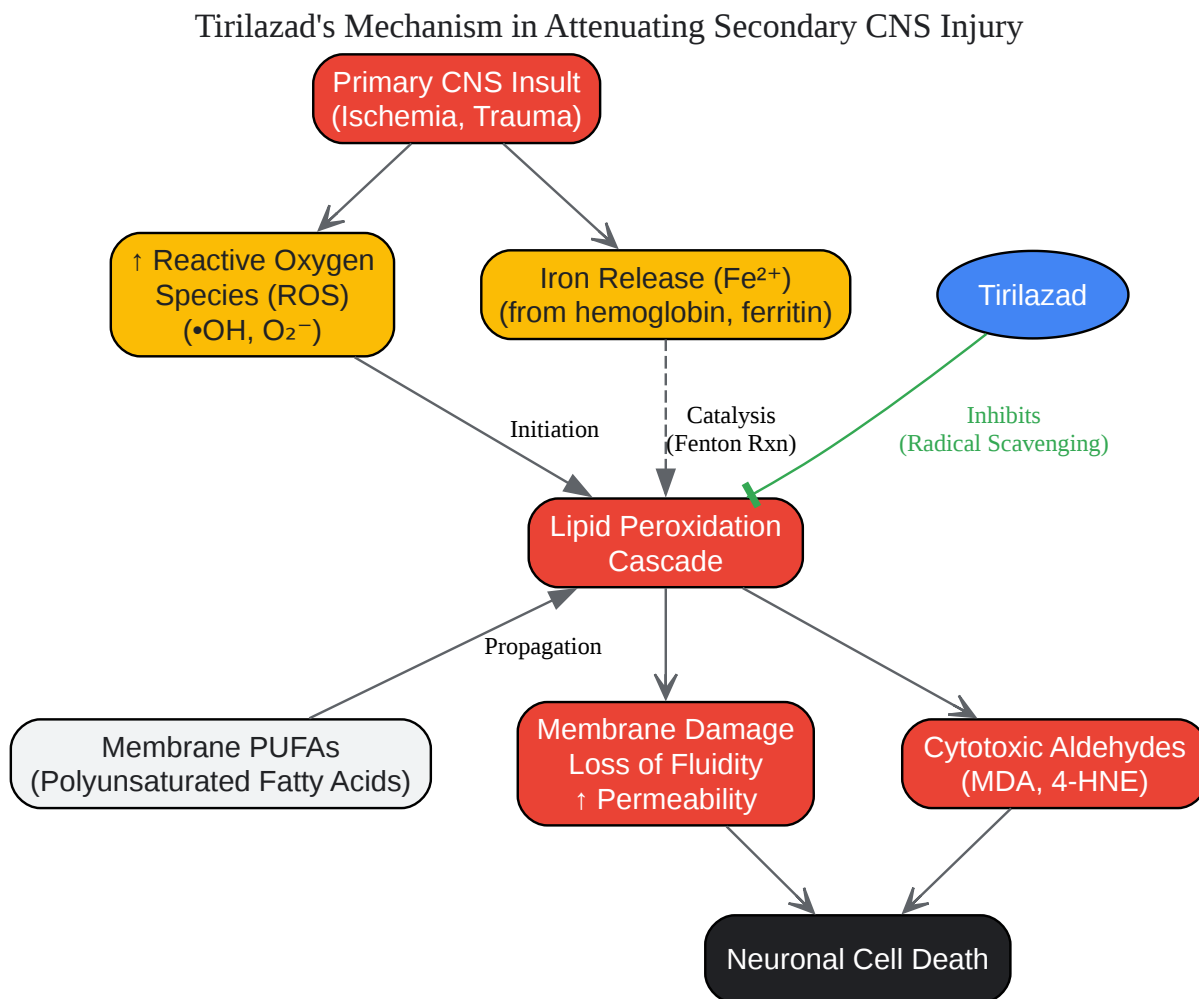 Tirilazad's Mechanism in Attenuating Secondary CNS Injury
Primary CNS Insult
(Ischemia, Trauma)
↑ Reactive Oxygen
Species (ROS)
(•OH, O₂⁻)
Iron Release (Fe²⁺)
(from hemoglobin, ferritin)
Tirilazad
Initiation
Catalysis
(Fenton Rxn)
Inhibits
(Radical Scavenging)
Lipid Peroxidation
Cascade
Propagation
Membrane PUFAs
(Polyunsaturated Fatty Acids)
Membrane Damage
Loss of Fluidity
↑ Permeability
Cytotoxic Aldehydes
(MDA, 4-HNE)
Neuronal Cell Death